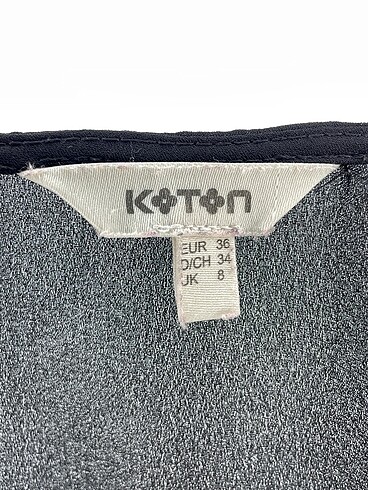 KOTON
EUR 36
D/CH 34
UK 8